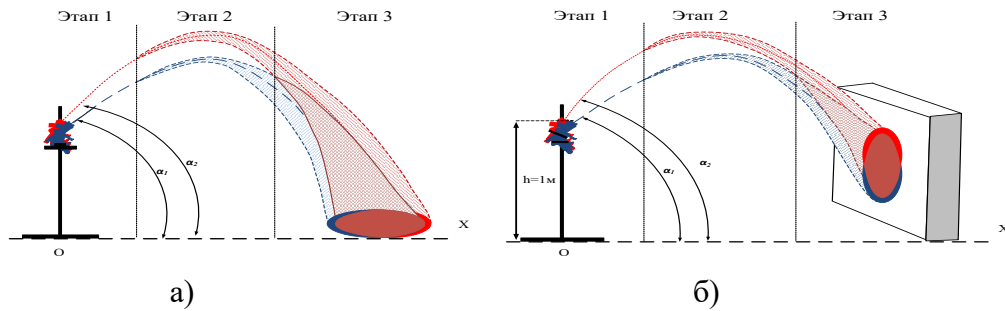 Этап 1 Этап 2 Этап 3
α₂
α₁
X
O
а)
Этап 1 Этап 2 Этап 3
α₂
α₁
h=1м
X
O
б)